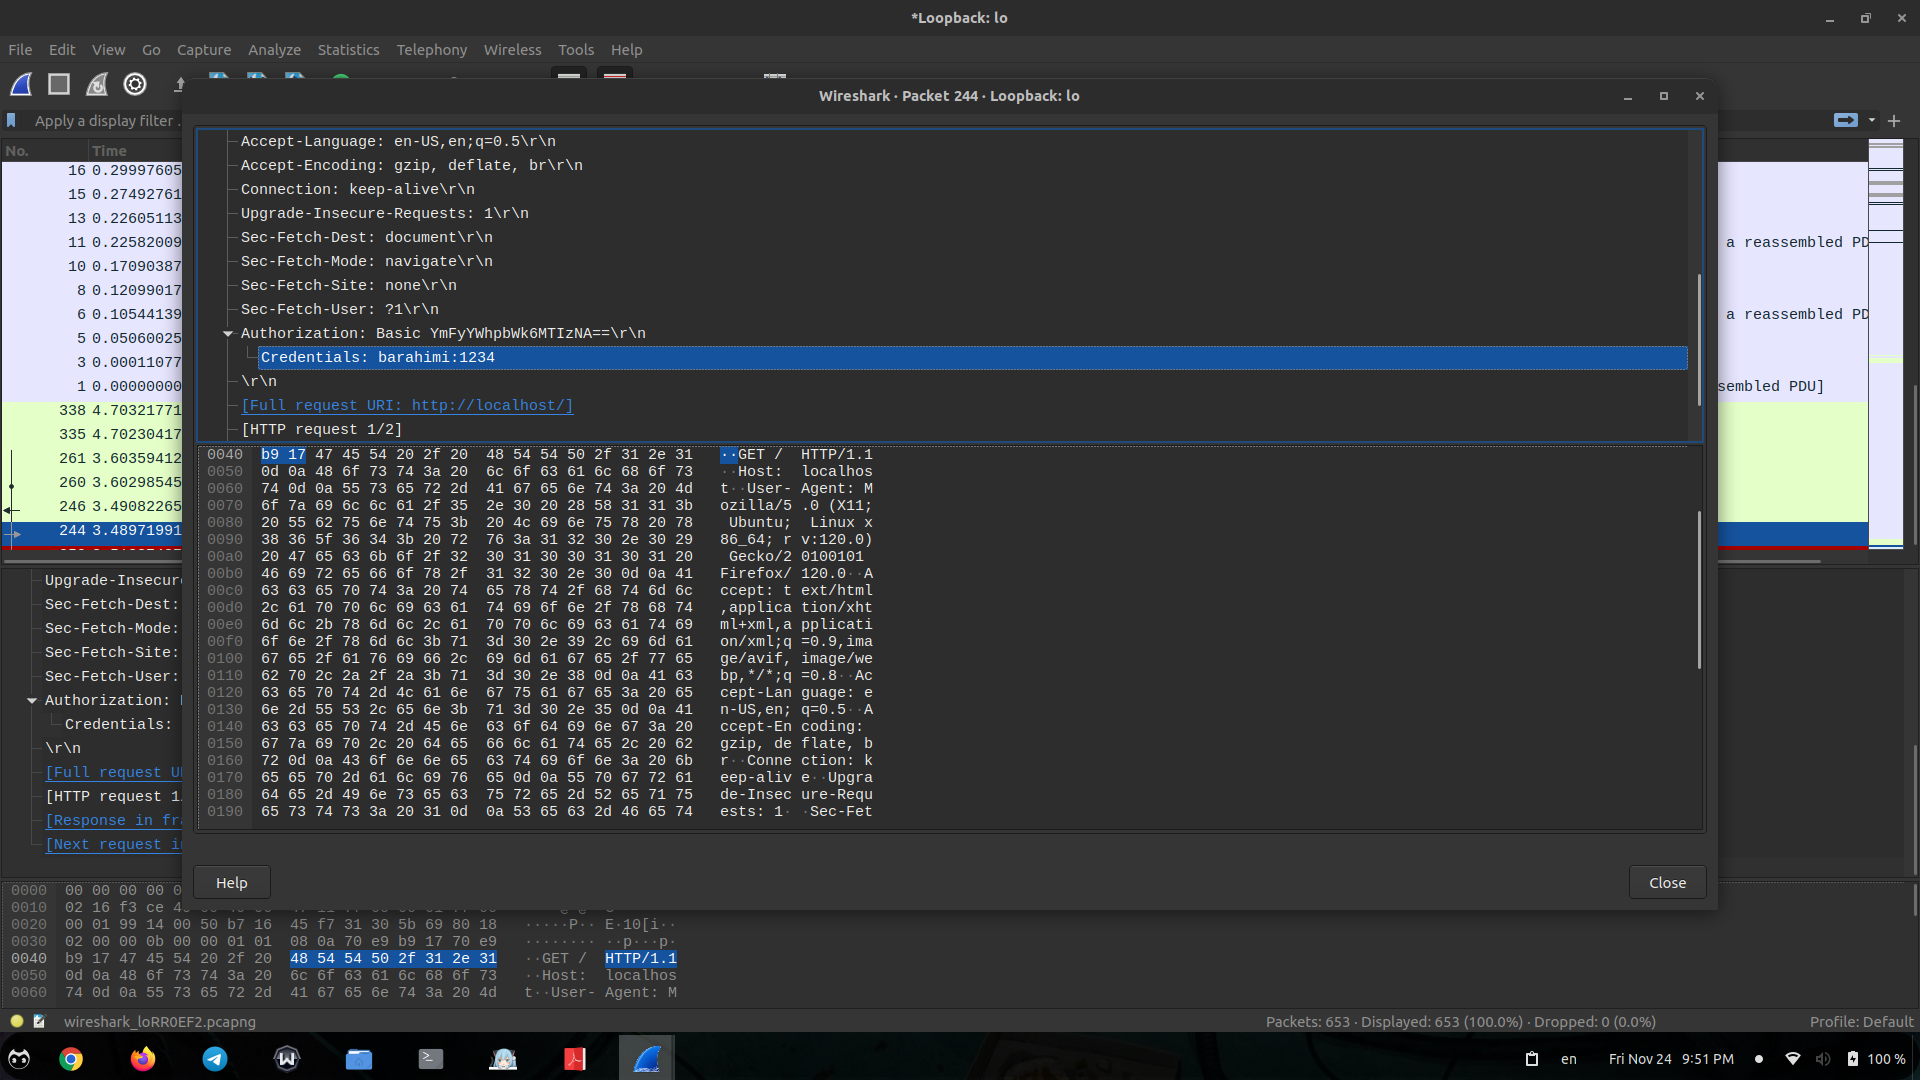 *Loopback: lo
File Edit View Go Capture Analyze Statistics Telephony Wireless Tools Help
Wireshark · Packet 244 · Loopback: lo
Apply a display filter
No. Time
16 0.29997605
15 0.27492761
13 0.22605113
11 0.22582009 a reassembled PD
10 0.17090387
8 0.12099017
6 0.10544139 a reassembled PD
5 0.05060025
3 0.00011077
1 0.00000000 sembled PDU]
338 4.70321771
335 4.70230417
261 3.60359412
260 3.60298545
246 3.49082265
244 3.48971991
Accept-Language: en-US,en;q=0.5\r\n
Accept-Encoding: gzip, deflate, br\r\n
Connection: keep-alive\r\n
Upgrade-Insecure-Requests: 1\r\n
Sec-Fetch-Dest: document\r\n
Sec-Fetch-Mode: navigate\r\n
Sec-Fetch-Site: none\r\n
Sec-Fetch-User: ?1\r\n
Authorization: Basic YmFyYWhpbWk6MTIzNA==\r\n
Credentials: barahimi:1234
\r\n
[Full request URI: http://localhost/]
[HTTP request 1/2]
0040 b9 17 47 45 54 20 2f 20 48 54 54 50 2f 31 2e 31 ··GET / HTTP/1.1
0050 0d 0a 48 6f 73 74 3a 20 6c 6f 63 61 6c 68 6f 73 ··Host: localhos
0060 74 0d 0a 55 73 65 72 2d 41 67 65 6e 74 3a 20 4d t··User- Agent: M
0070 6f 7a 69 6c 6c 61 2f 35 2e 30 20 28 58 31 31 3b ozilla/5 .0 (X11;
0080 20 55 62 75 6e 74 75 3b 20 4c 69 6e 75 78 20 78 Ubuntu; Linux x
0090 38 36 5f 36 34 3b 20 72 76 3a 31 32 30 2e 30 29 86_64; r v:120.0)
00a0 20 47 65 63 6b 6f 2f 32 30 31 30 30 31 30 31 20 Gecko/2 0100101
00b0 46 69 72 65 66 6f 78 2f 31 32 30 2e 30 0d 0a 41 Firefox/ 120.0··A
00c0 63 63 65 70 74 3a 20 74 65 78 74 2f 68 74 6d 6c ccept: t ext/html
00d0 2c 61 70 70 6c 69 63 61 74 69 6f 6e 2f 78 68 74 ,applica tion/xht
00e0 6d 6c 2b 78 6d 6c 2c 61 70 70 6c 69 63 61 74 69 ml+xml,a pplicati
00f0 6f 6e 2f 78 6d 6c 3b 71 3d 30 2e 39 2c 69 6d 61 on/xml;q =0.9,ima
0100 67 65 2f 61 76 69 66 2c 69 6d 61 67 65 2f 77 65 ge/avif, image/we
0110 62 70 2c 2a 2f 2a 3b 71 3d 30 2e 38 0d 0a 41 63 bp,*/*;q =0.8··Ac
0120 63 65 70 74 2d 4c 61 6e 67 75 61 67 65 3a 20 65 cept-Lan guage: e
0130 6e 2d 55 53 2c 65 6e 3b 71 3d 30 2e 35 0d 0a 41 n-US,en; q=0.5··A
0140 63 63 65 70 74 2d 45 6e 63 6f 64 69 6e 67 3a 20 ccept-En coding:
0150 67 7a 69 70 2c 20 64 65 66 6c 61 74 65 2c 20 62 gzip, de flate, b
0160 72 0d 0a 43 6f 6e 6e 65 63 74 69 6f 6e 3a 20 6b r··Conne ction: k
0170 65 65 70 2d 61 6c 69 76 65 0d 0a 55 70 67 72 61 eep-aliv e··Upgra
0180 64 65 2d 49 6e 73 65 63 75 72 65 2d 52 65 71 75 de-Insec ure-Requ
0190 65 73 74 73 3a 20 31 0d 0a 53 65 63 2d 46 65 74 ests: 1· ·Sec-Fet
Help Close
Upgrade-Insecure
Sec-Fetch-Dest:
Sec-Fetch-Mode:
Sec-Fetch-Site:
Sec-Fetch-User:
Authorization:
Credentials:
\r\n
[Full request U
[HTTP request 1
[Response in fra
[Next request i
0000 00 00 00 00 00 0
0010 02 16 f3 ce
0020 00 01 99 14 00 50 b7 16 45 f7 31 30 5b 69 80 18 ·····P·· E·10[i··
0030 02 00 00 0b 00 00 01 01 08 0a 70 e9 b9 17 70 e9 ········ ··p···p·
0040 b9 17 47 45 54 20 2f 20 48 54 54 50 2f 31 2e 31 ··GET / HTTP/1.1
0050 0d 0a 48 6f 73 74 3a 20 6c 6f 63 61 6c 68 6f 73 ··Host: localhos
0060 74 0d 0a 55 73 65 72 2d 41 67 65 6e 74 3a 20 4d t··User- Agent: M
wireshark_loRR0EF2.pcapng Packets: 653 · Displayed: 653 (100.0%) · Dropped: 0 (0.0%) Profile: Default
en Fri Nov 24 9:51 PM 100 %